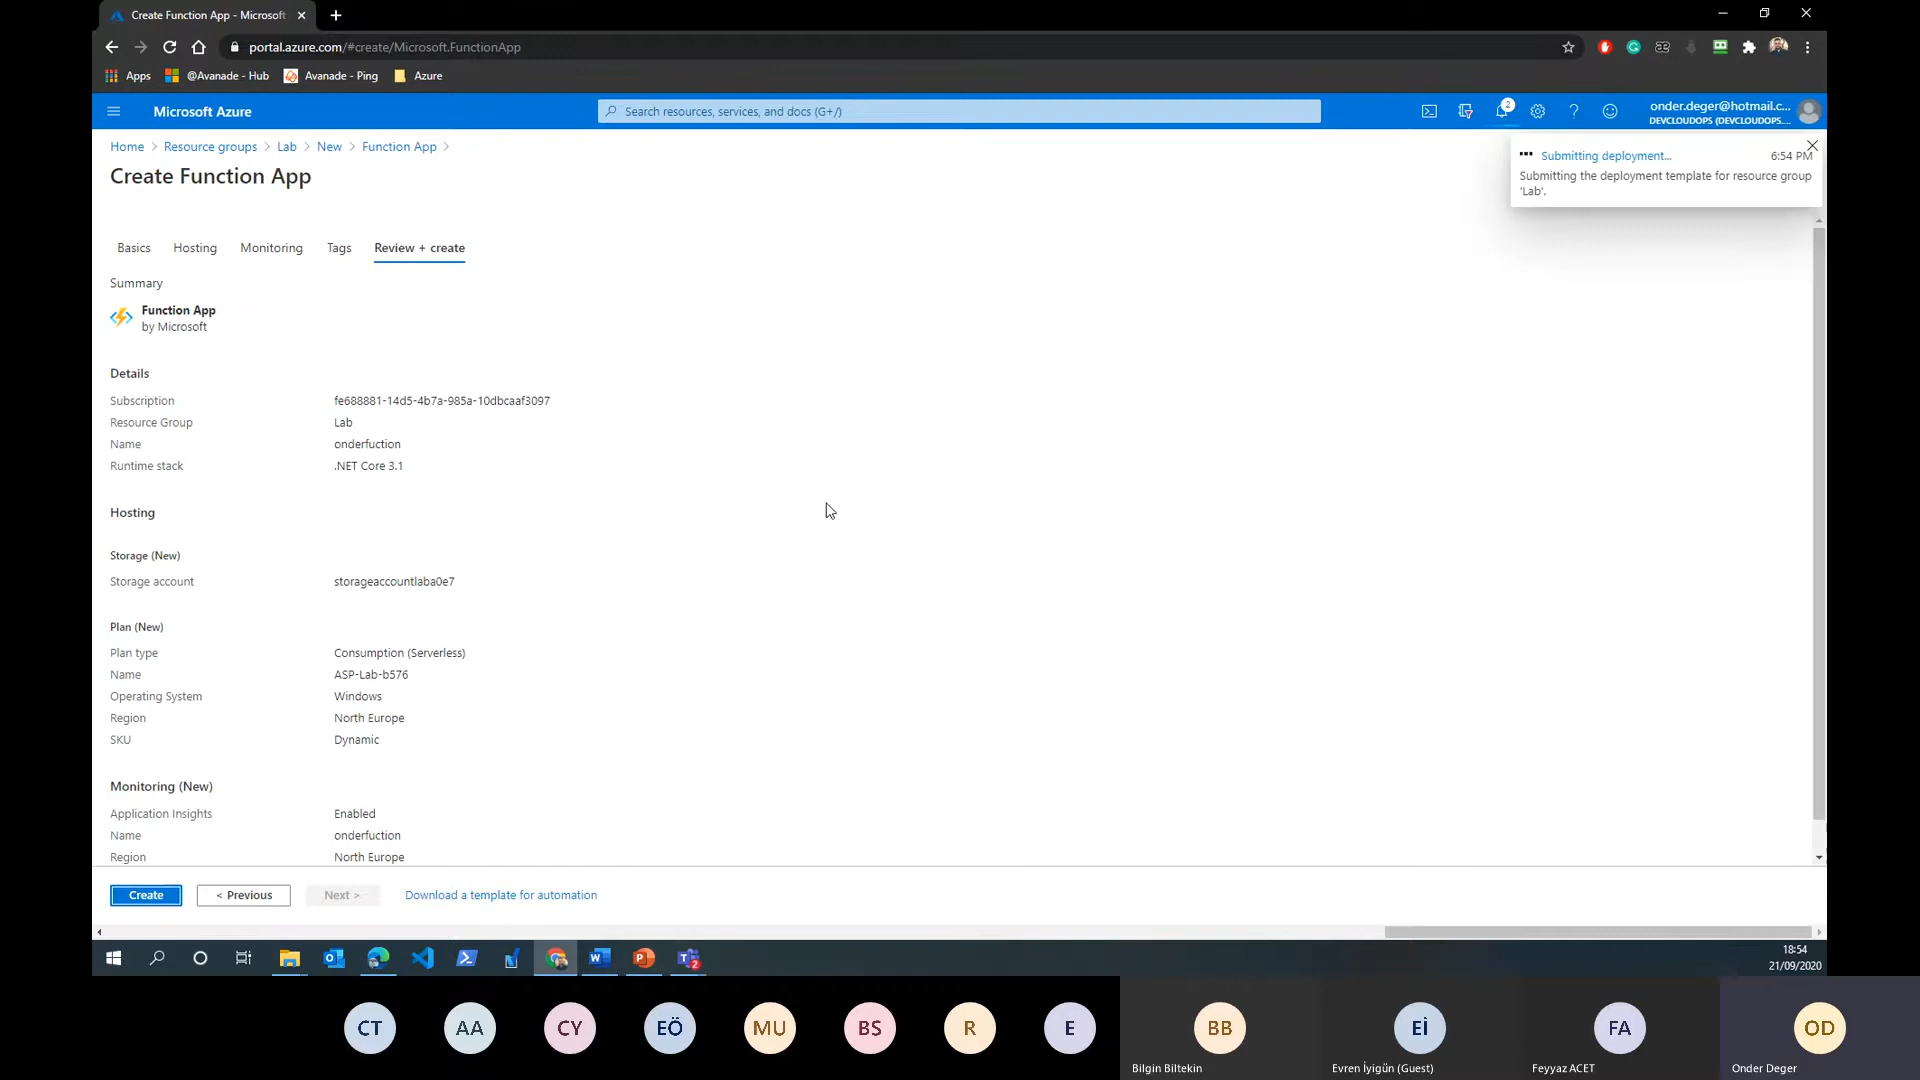 Create Function App - Microsoft
portal.azure.com/#create/Microsoft.FunctionApp
Apps
@Avanade - Hub
Avanade - Ping
Azure
Microsoft Azure
Search resources, services, and docs (G+/)
2
onder.deger@hotmail.c...
DEVCLOUDOPS (DEVCLOUDOPS....
Home > Resource groups > Lab > New > Function App >
Submitting deployment...
6:54 PM
Submitting the deployment template for resource group
'Lab'.
Create Function App
Basics
Hosting
Monitoring
Tags
Review + create
Summary
Function App
by Microsoft
Details
Subscription
fe688881-14d5-4b7a-985a-10dbcaaf3097
Resource Group
Lab
Name
onderfuction
Runtime stack
.NET Core 3.1
Hosting
Storage (New)
Storage account
storageaccountlaba0e7
Plan (New)
Plan type
Consumption (Serverless)
Name
ASP-Lab-b576
Operating System
Windows
Region
North Europe
SKU
Dynamic
Monitoring (New)
Application Insights
Enabled
Name
onderfuction
Region
North Europe
Create
< Previous
Next >
Download a template for automation
18:54
21/09/2020
CT
AA
CY
EÖ
MU
BS
R
E
BB
Bilgin Biltekin
Eİ
Evren İyigün (Guest)
FA
Feyyaz ACET
OD
Onder Deger